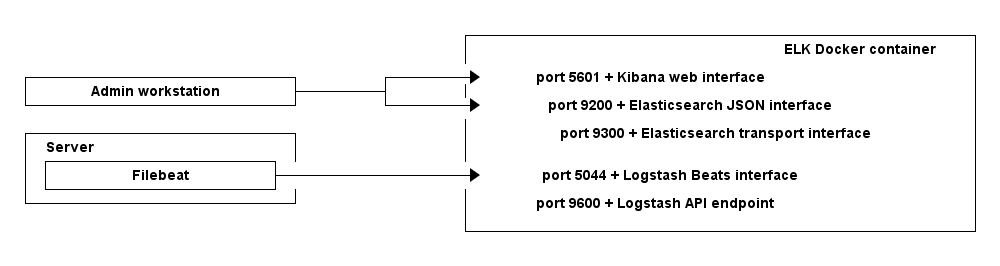 ELK Docker container
port 5601 + Kibana web interface
Admin workstation
port 9200 + Elasticsearch JSON interface
port 9300 + Elasticsearch transport interface
Server
Filebeat
port 5044 + Logstash Beats interface
port 9600 + Logstash API endpoint